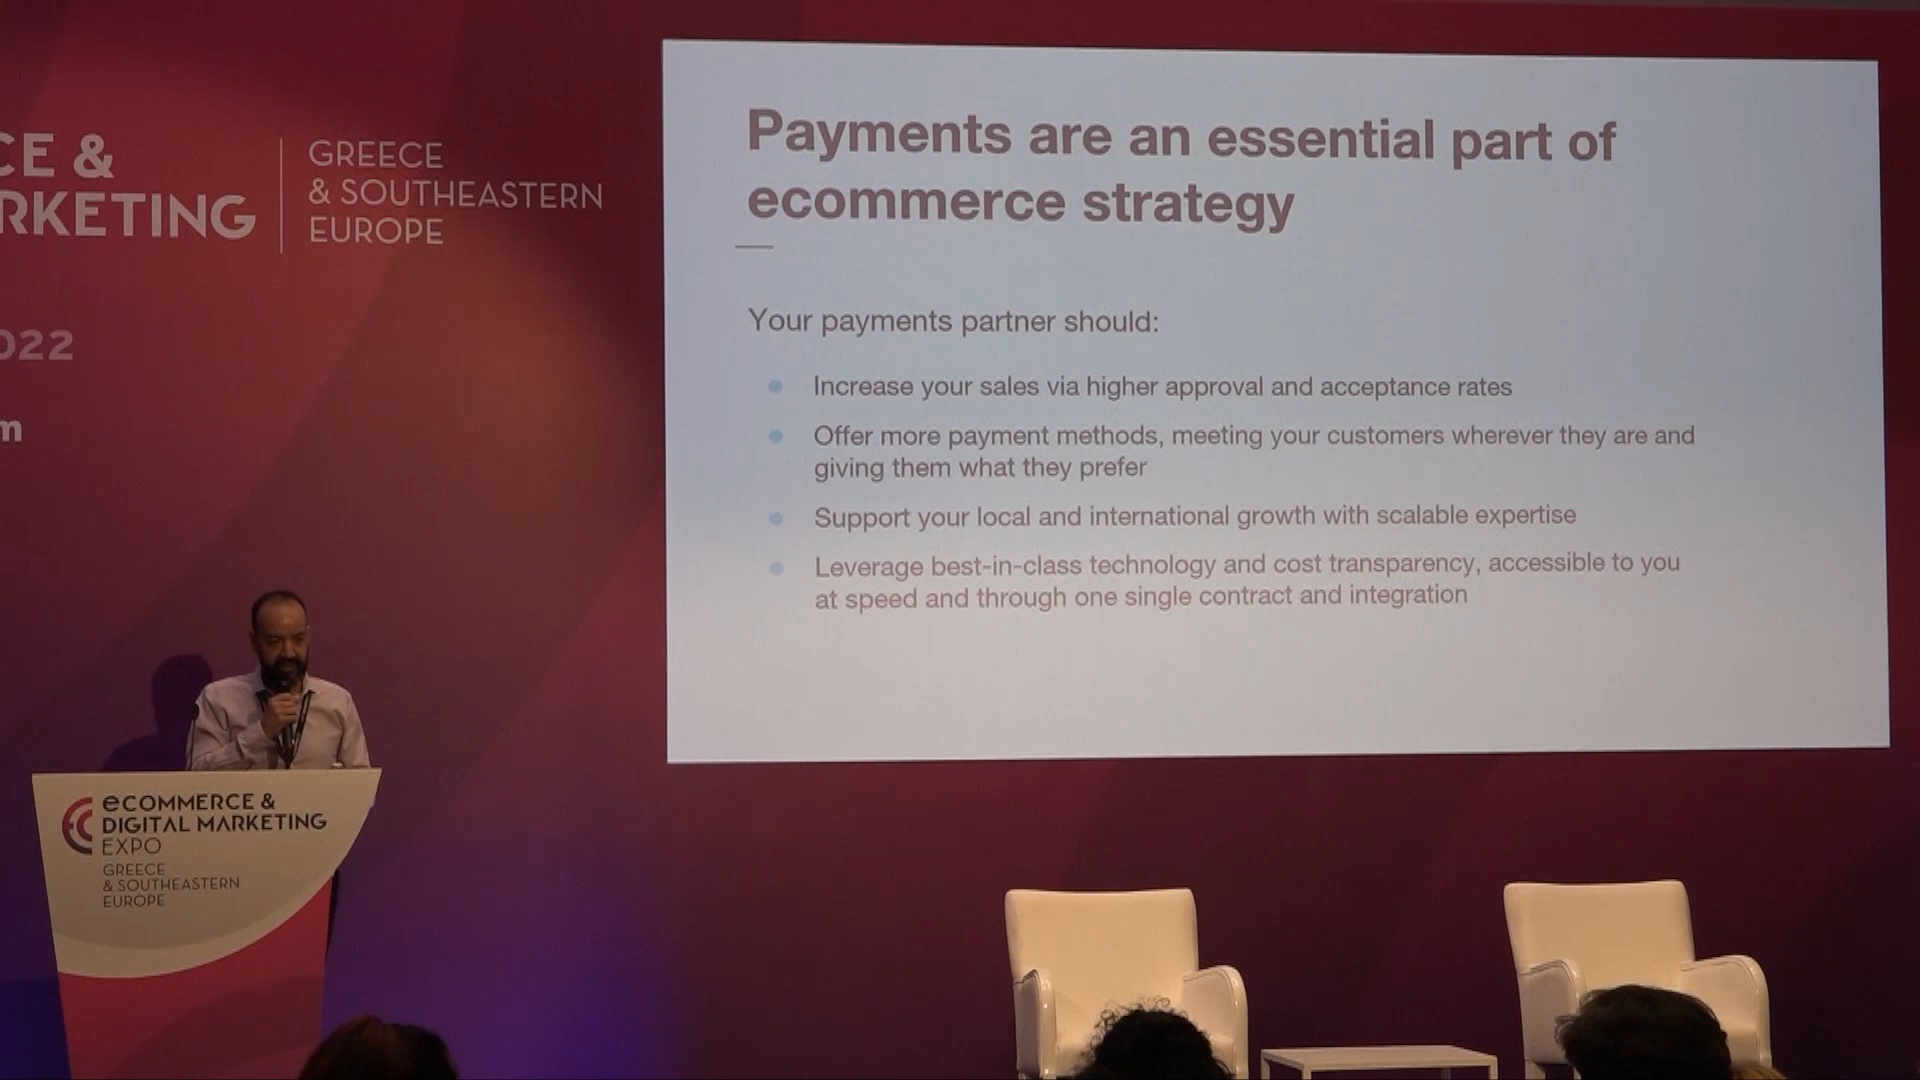 CE &
RKETING
GREECE
& SOUTHEASTERN
EUROPE
022
m
Payments are an essential part of
ecommerce strategy
Your payments partner should:
Increase your sales via higher approval and acceptance rates
Offer more payment methods, meeting your customers wherever they are and
giving them what they prefer
Support your local and international growth with scalable expertise
Leverage best-in-class technology and cost transparency, accessible to you
at speed and through one single contract and integration
eCOMMERCE &
DIGITAL MARKETING
EXPO
GREECE
& SOUTHEASTERN
EUROPE